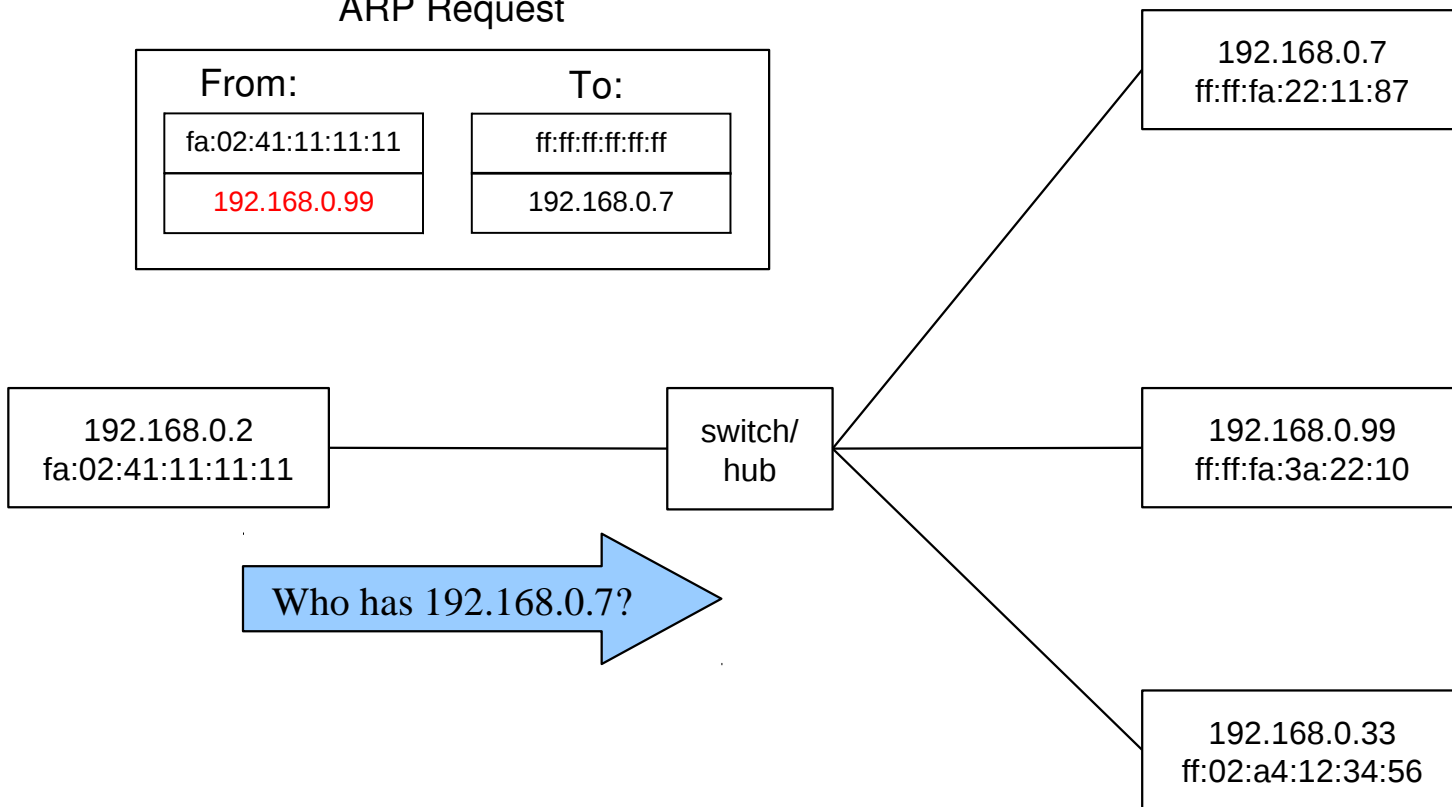 ARP Request
From:
To:
fa:02:41:11:11:11
ff:ff:ff:ff:ff:ff
192.168.0.99
192.168.0.7
192.168.0.7
ff:ff:fa:22:11:87
192.168.0.2
fa:02:41:11:11:11
switch/
hub
192.168.0.99
ff:ff:fa:3a:22:10
Who has 192.168.0.7?
192.168.0.33
ff:02:a4:12:34:56